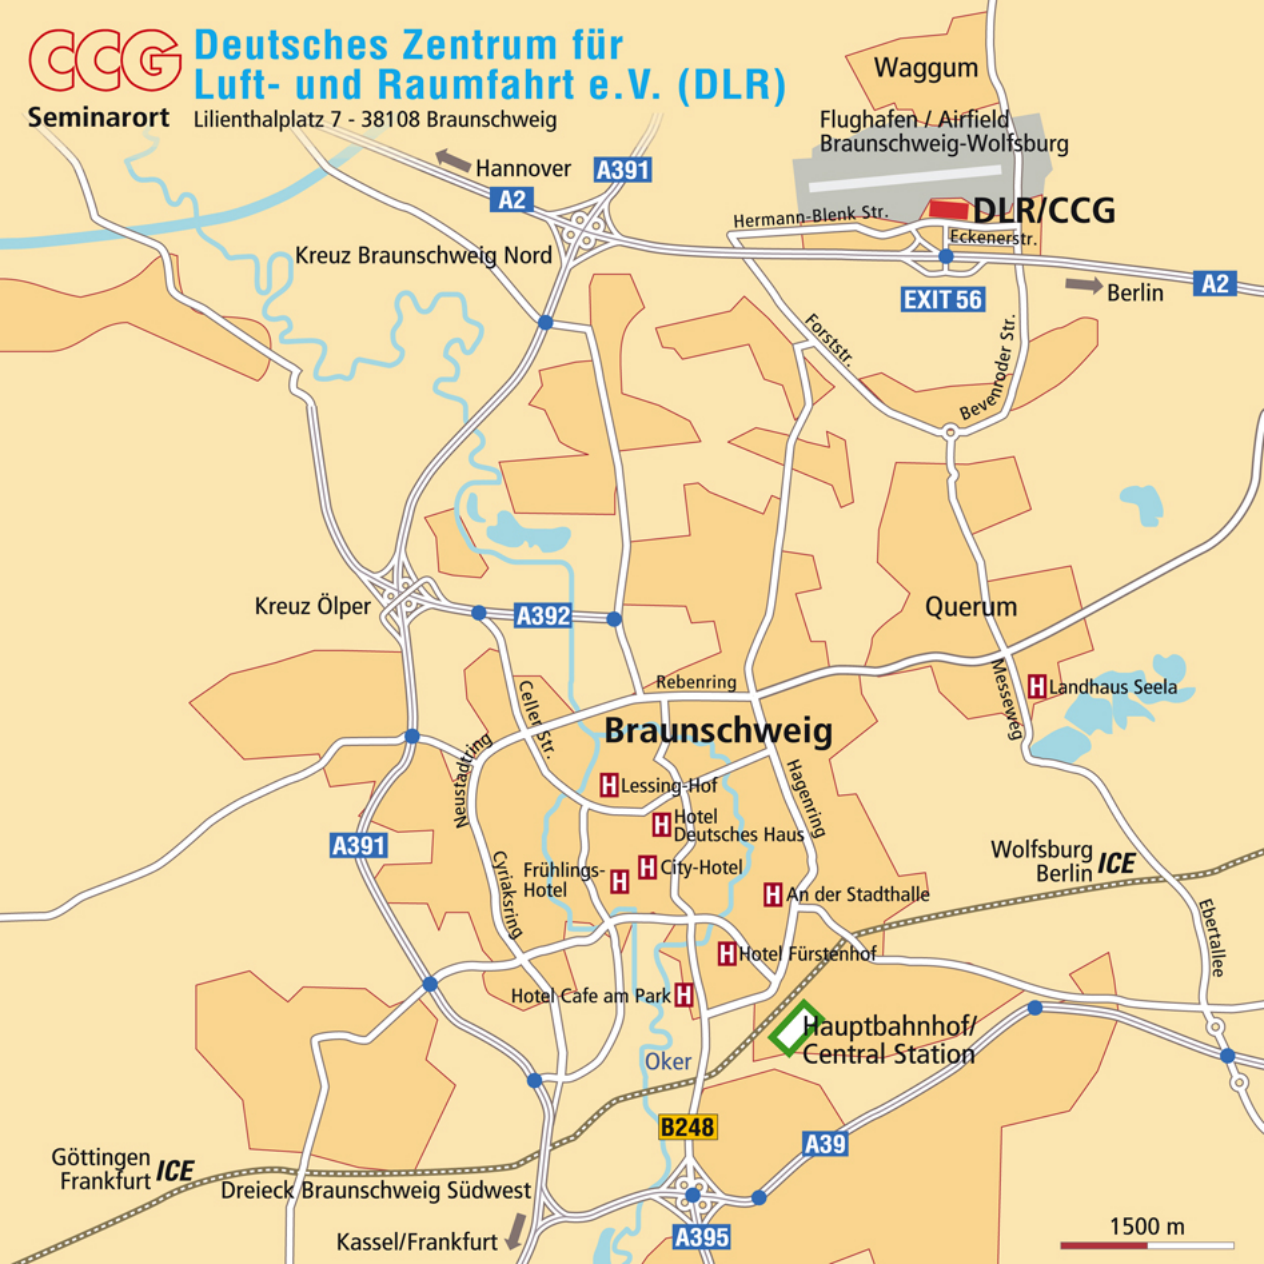 CCG
Seminarort
Deutsches Zentrum für
Luft- und Raumfahrt e.V. (DLR)
Lilienthalplatz 7 - 38108 Braunschweig
Waggum
Flughafen / Airfield
Braunschweig-Wolfsburg
Hannover
A391
A2
Hermann-Blenk Str.
DLR/CCG
Eckenerstr.
Kreuz Braunschweig Nord
EXIT 56
Berlin
A2
Forststr.
Bevenroder Str.
Kreuz Ölper
A392
Querum
Messeweg
H Landhaus Seela
Rebenring
Celler Str.
Braunschweig
Neustadtting
Hagenring
H Lessing-Hof
H Hotel
Deutsches Haus
A391
Cyriaksring
Frühlings-
Hotel H
H City-Hotel
H An der Stadthalle
Wolfsburg
Berlin ICE
Ebertallee
H Hotel Fürstenhof
Hotel Cafe am Park H
Hauptbahnhof/
Central Station
Oker
B248
A39
Göttingen
Frankfurt ICE
Dreieck Braunschweig Südwest
Kassel/Frankfurt
A395
1500 m